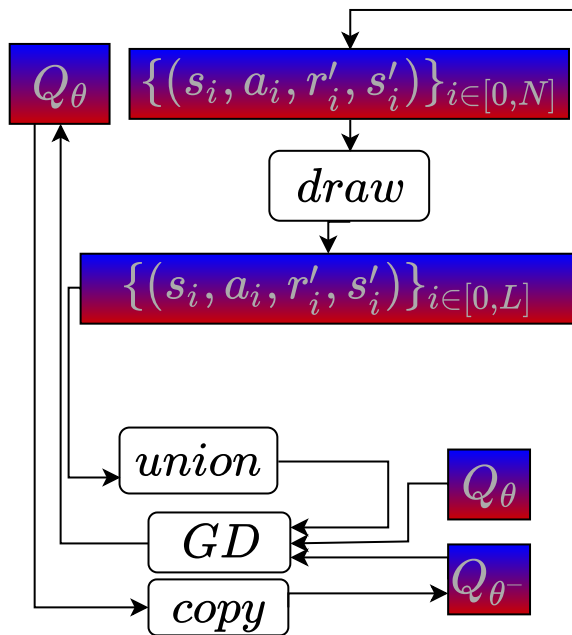 Q_θ
{(s_i, a_i, r'_i, s'_i)}_{i∈[0,N]}
draw
{(s_i, a_i, r'_i, s'_i)}_{i∈[0,L]}
union
Q_θ
GD
Q_{θ^-}
copy